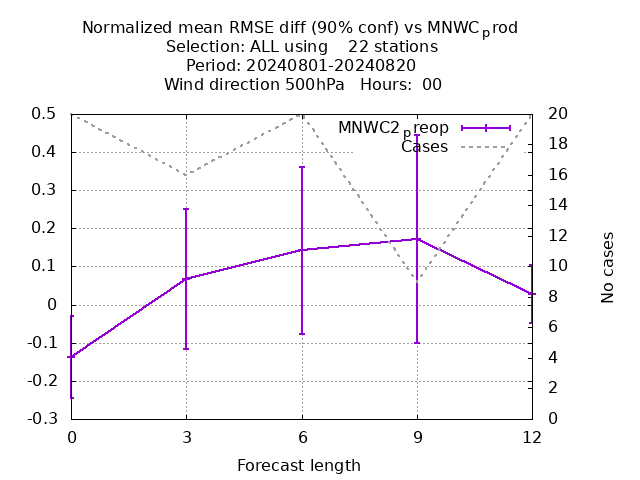 Normalized mean RMSE diff (90% conf) vs MNWCprod
Selection: ALL using    22 stations
Period: 20240801-20240820
Wind direction 500hPa   Hours:  00
MNWC2preop
Cases
0.5
0.4
0.3
0.2
0.1
0
-0.1
-0.2
-0.3
20
18
16
14
12
10
8
6
4
2
0
No cases
0 3 6 9 12
Forecast length